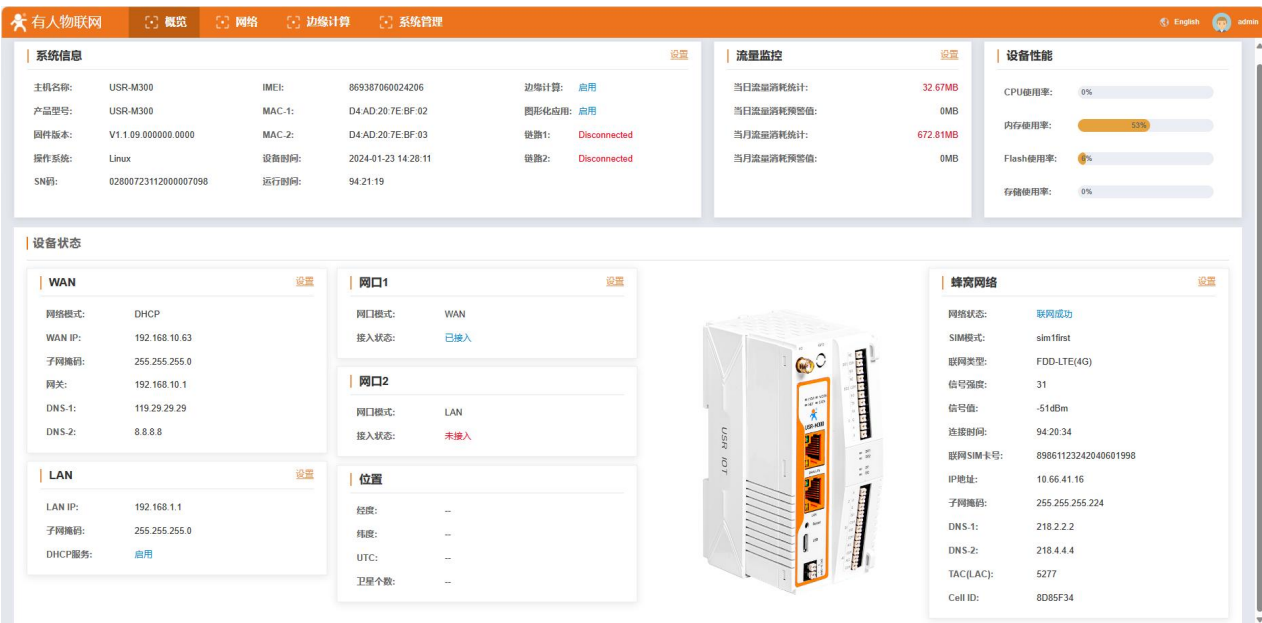 有人物联网 概览 网络 边缘计算 系统管理 English admin
系统信息 设置
主机名称: USR-M300 IMEI: 869387060024206 边缘计算: 启用
产品型号: USR-M300 MAC-1: D4:AD:20:7E:BF:02 图形化应用: 启用
固件版本: V1.1.09.000000.0000 MAC-2: D4:AD:20:7E:BF:03 链路1: Disconnected
操作系统: Linux 设备时间: 2024-01-23 14:28:11 链路2: Disconnected
SN码: 02800723112000007098 运行时间: 94:21:19
流量监控 设置
当日流量消耗统计: 32.67MB
当日流量消耗预警值: 0MB
当月流量消耗统计: 672.81MB
当月流量消耗预警值: 0MB
设备性能
CPU使用率: 0%
内存使用率: 53%
Flash使用率: 6%
存储使用率: 0%
设备状态
WAN 设置
网络模式: DHCP
WAN IP: 192.168.10.63
子网掩码: 255.255.255.0
网关: 192.168.10.1
DNS-1: 119.29.29.29
DNS-2: 8.8.8.8
LAN 设置
LAN IP: 192.168.1.1
子网掩码: 255.255.255.0
DHCP服务: 启用
网口1 设置
网口模式: WAN
接入状态: 已接入
网口2
网口模式: LAN
接入状态: 未接入
位置
经度: --
纬度: --
UTC: --
卫星个数: --
USR IOT
USR-M300
蜂窝网络 设置
网络状态: 联网成功
SIM模式: sim1first
联网类型: FDD-LTE(4G)
信号强度: 31
信号值: -51dBm
连接时间: 94:20:34
联网SIM卡号: 89861123242040601998
IP地址: 10.66.41.16
子网掩码: 255.255.255.224
DNS-1: 218.2.2.2
DNS-2: 218.4.4.4
TAC(LAC): 5277
Cell ID: 8D85F34